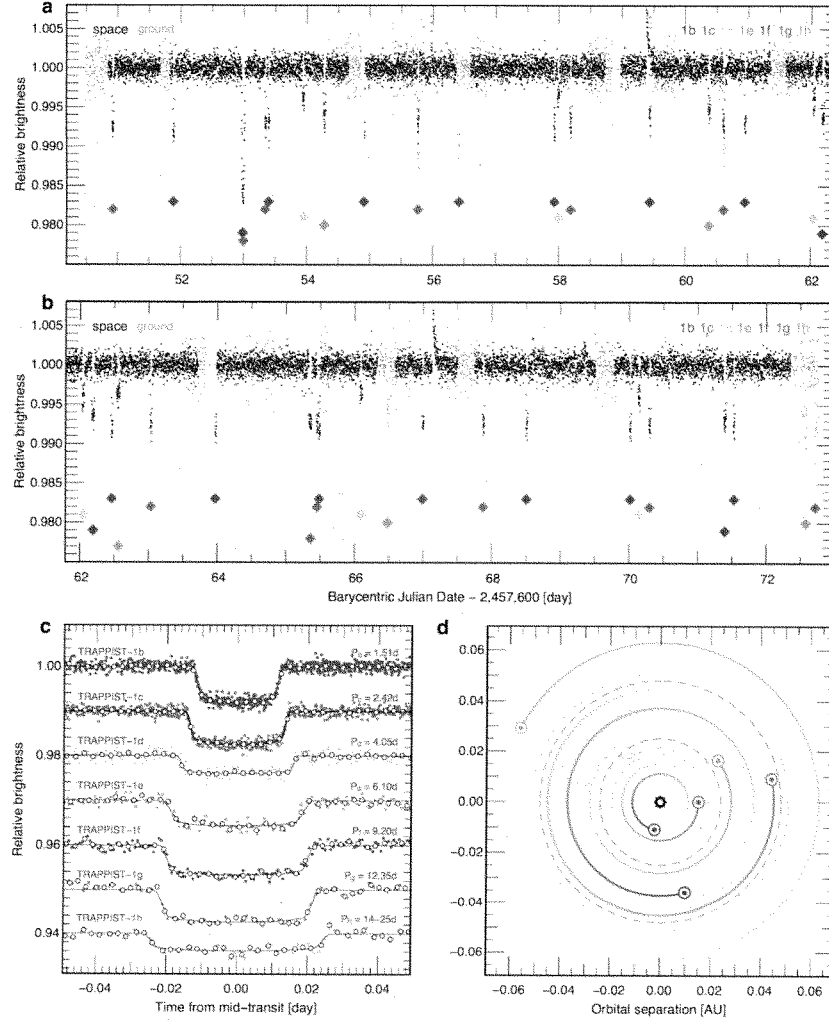 a
space ground
1b 1c 1e 1f 1g 1h
Relative brightness
1.005
1.000
0.995
0.990
0.985
0.980
52
54
56
58
60
62
b
space ground
1b 1c 1e 1f 1g 1h
Relative brightness
1.005
1.000
0.995
0.990
0.985
0.980
62
64
66
68
70
72
Barycentric Julian Date − 2,457,600 [day]
c
Relative brightness
1.00
0.98
0.96
0.94
TRAPPIST−1b
TRAPPIST−1c
TRAPPIST−1d
TRAPPIST−1e
TRAPPIST−1f
TRAPPIST−1g
TRAPPIST−1h
= 1.51d
= 2.42d
= 4.05d
= 6.10d
= 9.20d
= 12.35d
= 14−25d
−0.04
−0.02
0.00
0.02
0.04
Time from mid−transit [day]
d
0.06
0.04
0.02
0.00
−0.02
−0.04
−0.06
−0.06
−0.04
−0.02
0.00
0.02
0.04
0.06
Orbital separation [AU]